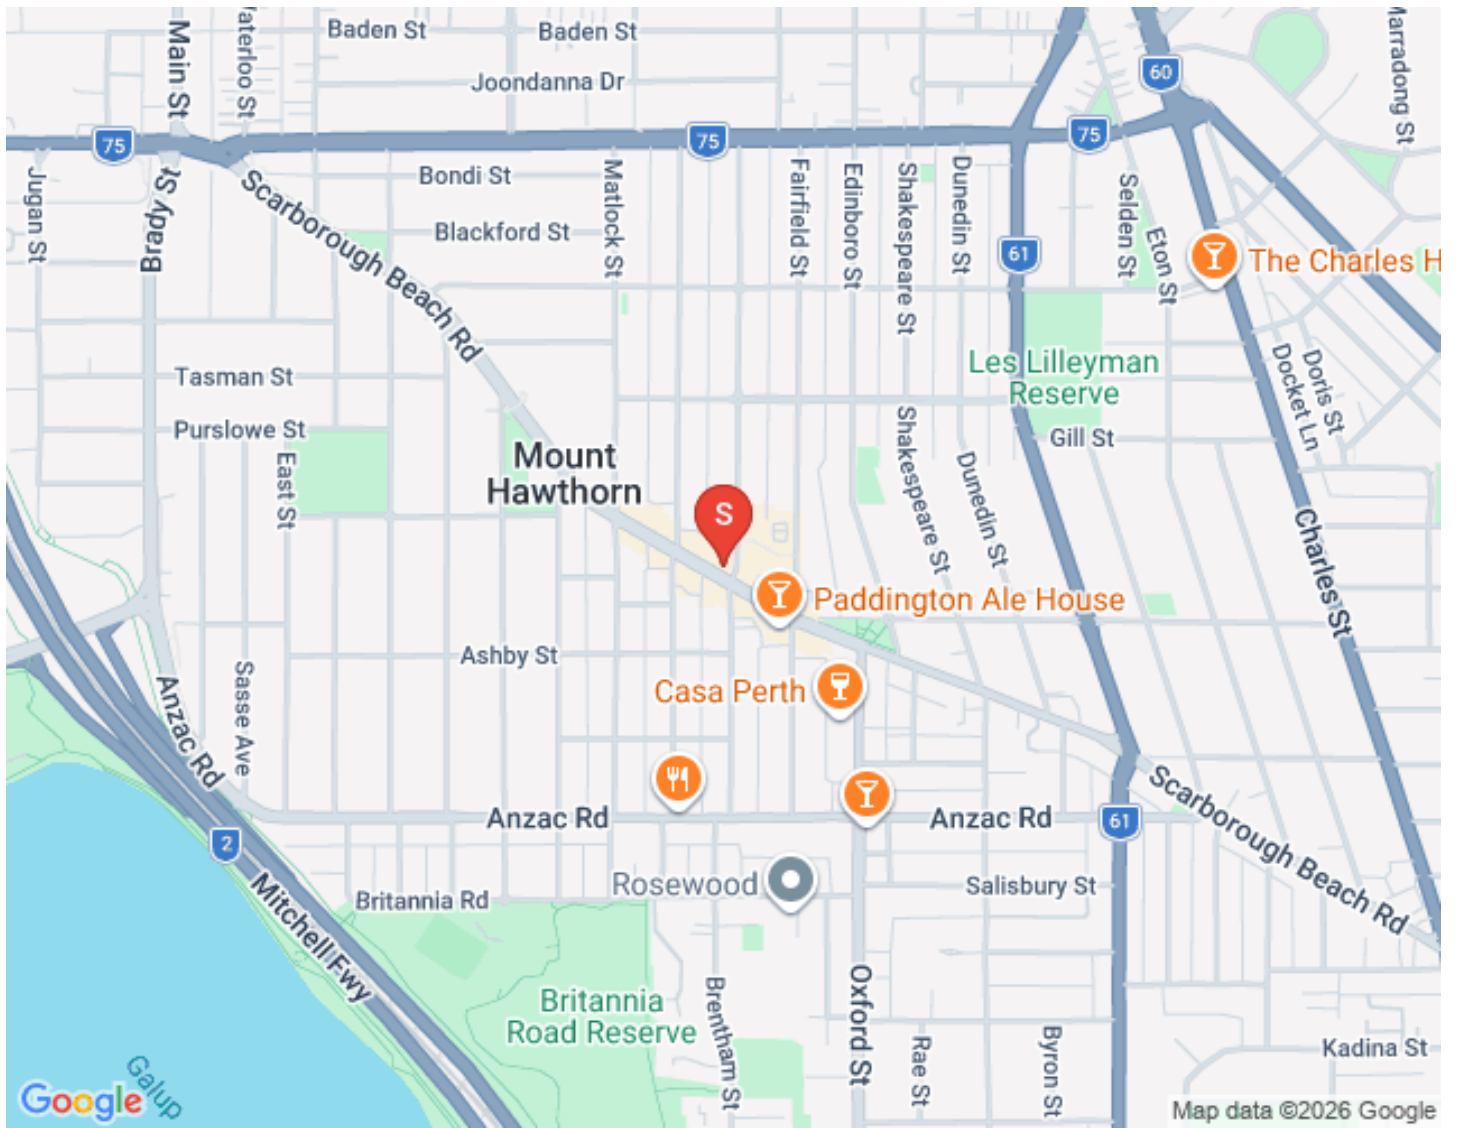 Main St
Waterloo St
Baden St
Baden St
Joondanna Dr
60
Marradong St
75
75
75
Jugan St
Brady St
Scarborough Beach Rd
Bondi St
Blackford St
Matlock St
Fairfield St
Edinboro St
Shakespeare St
Dunedin St
61
Selden St
Eton St
The Charles H
Tasman St
Purslowe St
East St
Mount
Hawthorn
Les Lilleyman
Reserve
Gill St
Docket Ln
Doris St
Shakespeare St
Dunedin St
Charles St
S
Paddington Ale House
Ashby St
Casa Perth
Sasse Ave
Anzac Rd
Anzac Rd
Anzac Rd
61
Scarborough Beach Rd
2
Mitchell Fwy
Rosewood
Britannia Rd
Salisbury St
Britannia
Road Reserve
Brentham St
Oxford St
Rae St
Byron St
Kadina St
Galup
Google
Map data ©2026 Google